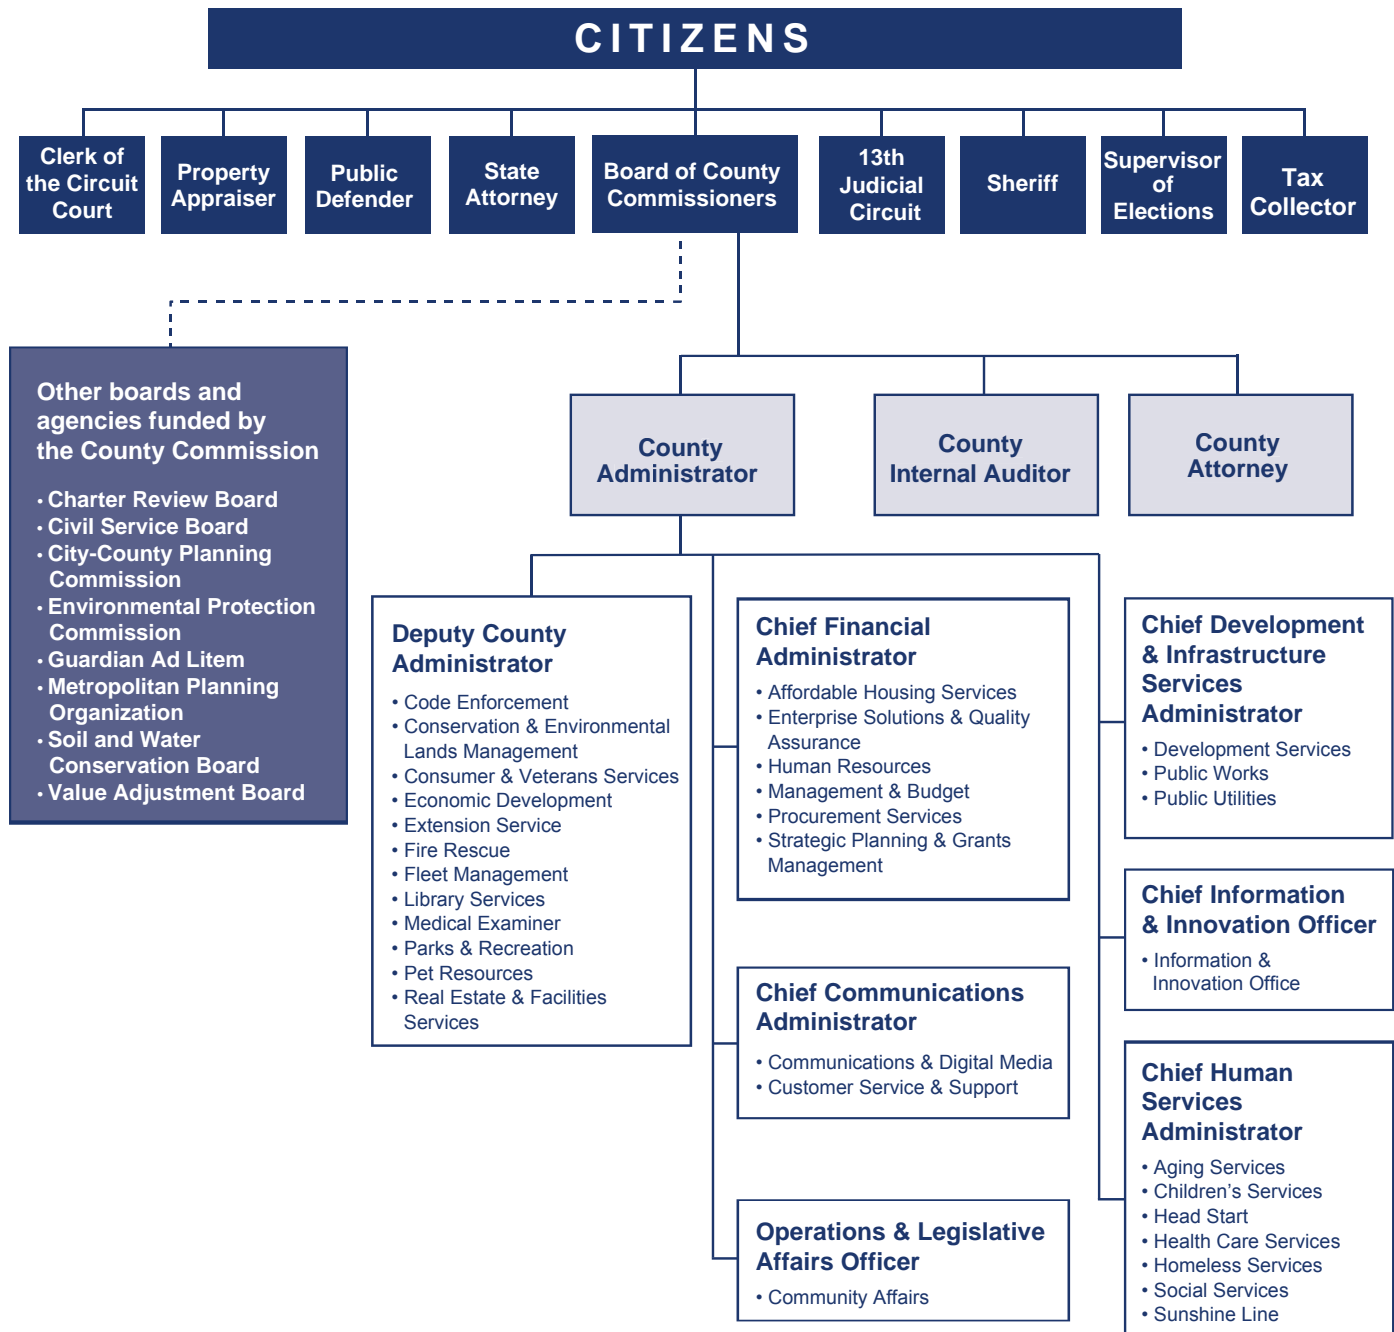 CITIZENS
Clerk of
the Circuit
Court
Property
Appraiser
Public
Defender
State
Attorney
Board of County
Commissioners
13th
Judicial
Circuit
Sheriff
Supervisor
of
Elections
Tax
Collector
Other boards and
agencies funded by
the County Commission
• Charter Review Board
• Civil Service Board
• City-County Planning
Commission
• Environmental Protection
Commission
• Guardian Ad Litem
• Metropolitan Planning
Organization
• Soil and Water
Conservation Board
• Value Adjustment Board
County
Administrator
County
Internal Auditor
County
Attorney
Deputy County
Administrator
• Code Enforcement
• Conservation & Environmental
Lands Management
• Consumer & Veterans Services
• Economic Development
• Extension Service
• Fire Rescue
• Fleet Management
• Library Services
• Medical Examiner
• Parks & Recreation
• Pet Resources
• Real Estate & Facilities
Services
Chief Financial
Administrator
• Affordable Housing Services
• Enterprise Solutions & Quality
Assurance
• Human Resources
• Management & Budget
• Procurement Services
• Strategic Planning & Grants
Management
Chief Communications
Administrator
• Communications & Digital Media
• Customer Service & Support
Operations & Legislative
Affairs Officer
• Community Affairs
Chief Development
& Infrastructure
Services
Administrator
• Development Services
• Public Works
• Public Utilities
Chief Information
& Innovation Officer
• Information &
Innovation Office
Chief Human
Services
Administrator
• Aging Services
• Children’s Services
• Head Start
• Health Care Services
• Homeless Services
• Social Services
• Sunshine Line